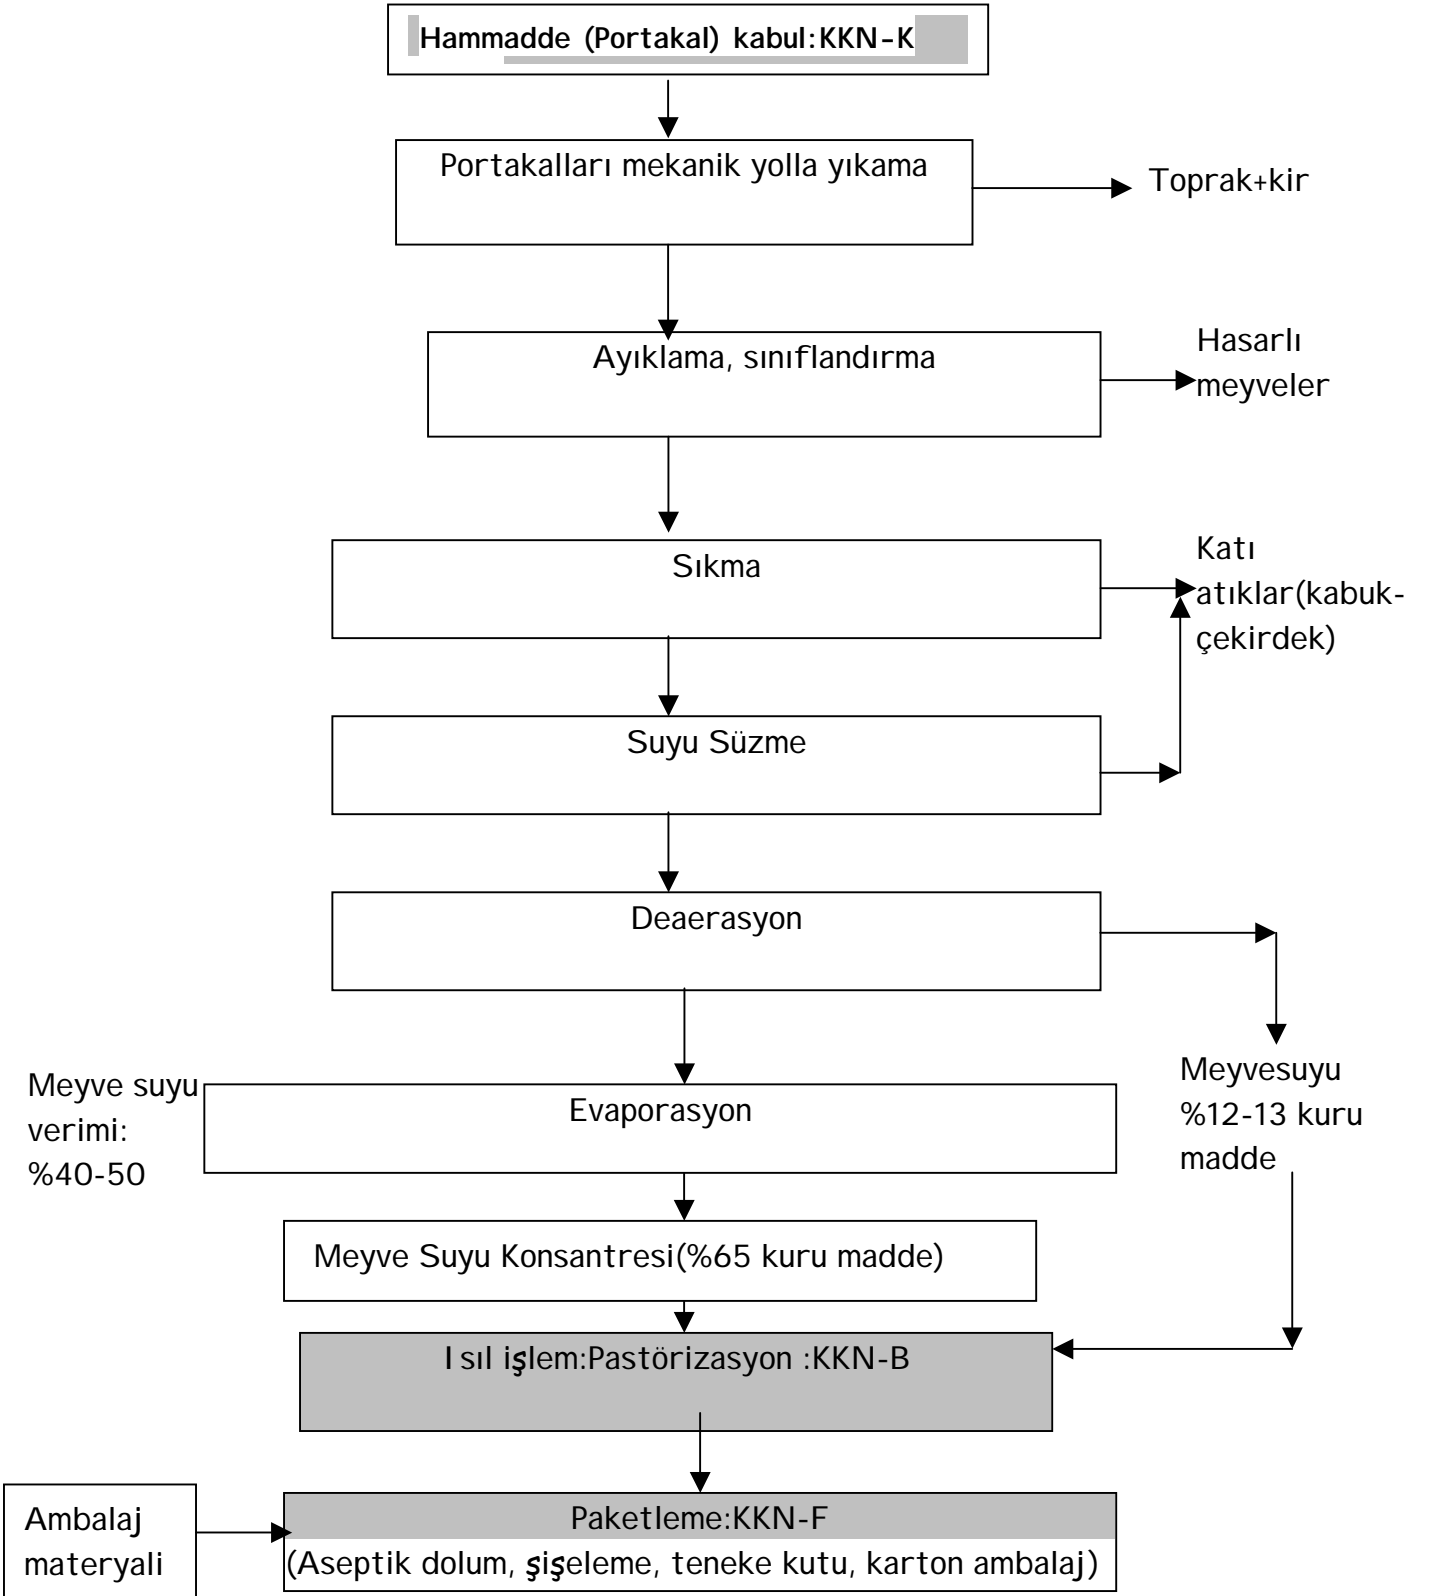 Hammadde (Portakal) kabul:KKN-K
Portakalları mekanik yolla yıkama
Toprak+kir
Ayıklama, sınıflandırma
Hasarlı
meyveler
Sıkma
Katı
atıklar(kabuk-
çekirdek)
Suyu Süzme
Deaerasyon
Meyvesuyu
%12-13 kuru
madde
Meyve suyu
verimi:
%40-50
Evaporasyon
Meyve Suyu Konsantresi(%65 kuru madde)
Isıl işlem:Pastörizasyon :KKN-B
Ambalaj
materyali
Paketleme:KKN-F
(Aseptik dolum, şişeleme, teneke kutu, karton ambalaj)